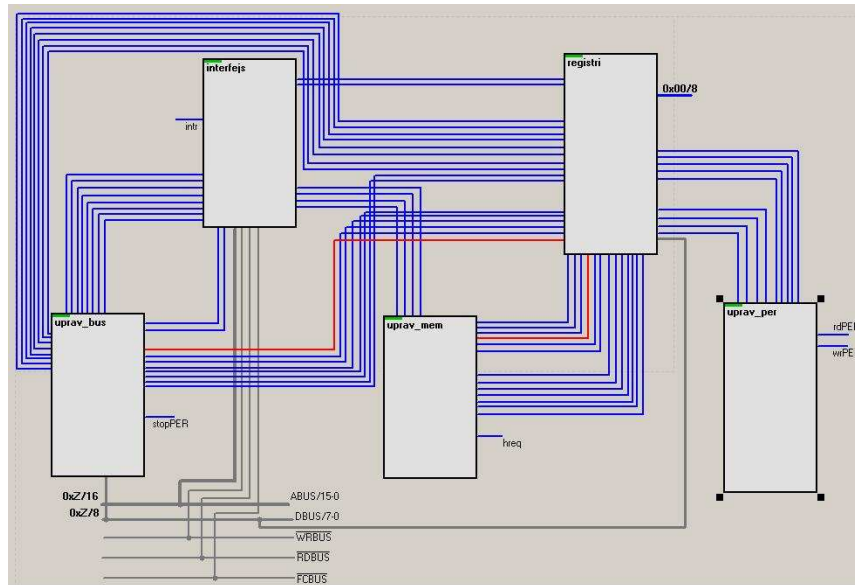 interfejs
registri
0x00/8
intr
uprav_bus
uprav_mem
uprav_per
rdPER
wrPE
stopPER
hreq
0xZ/16
ABUS/15-0
0xZ/8
DBUS/7-0
WRBUS
RDBUS
FCBUS